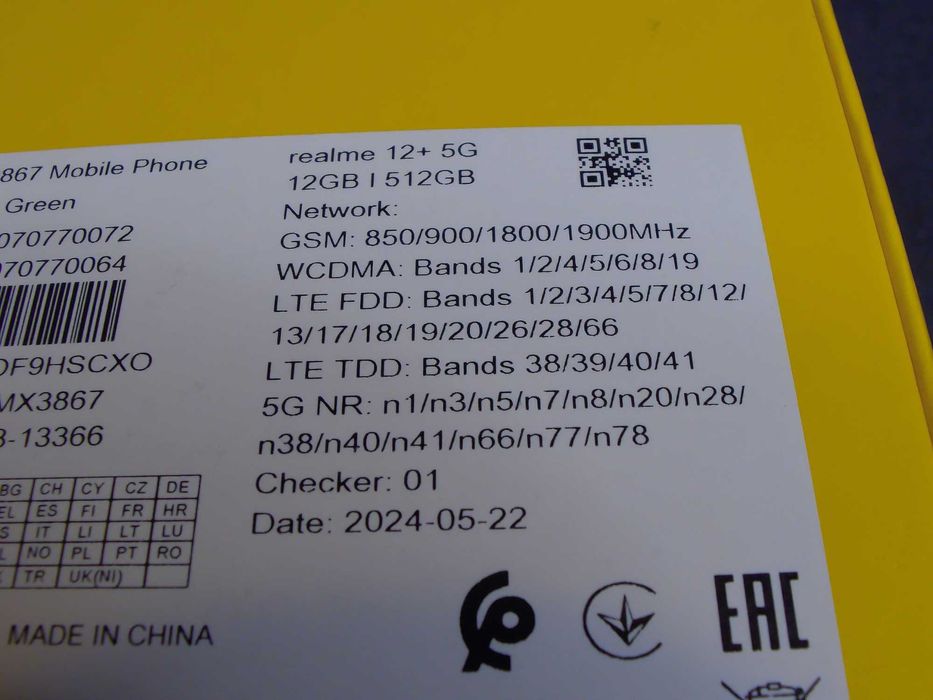 867 Mobile Phone
Green
070770072
070770064
DF9HSCXO
MX3867
3-13366
BG CH CY CZ DE
EL ES FI FR HR
S IT LI LT LU
L NO PL PT RO
TR UK(NI)
MADE IN CHINA
realme 12+ 5G
12GB | 512GB
Network:
GSM: 850/900/1800/1900MHz
WCDMA: Bands 1/2/4/5/6/8/19
LTE FDD: Bands 1/2/3/4/5/7/8/12/
13/17/18/19/20/26/28/66
LTE TDD: Bands 38/39/40/41
5G NR: n1/n3/n5/n7/n8/n20/n28/
n38/n40/n41/n66/n77/n78
Checker: 01
Date: 2024-05-22
EAC